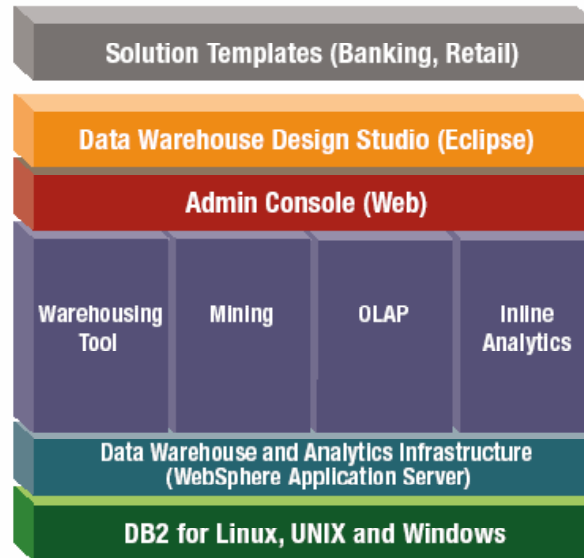 Solution Templates (Banking, Retail)
Data Warehouse Design Studio (Eclipse)
Admin Console (Web)
Warehousing
Tool
Mining
OLAP
Inline
Analytics
Data Warehouse and Analytics Infrastructure
(WebSphere Application Server)
DB2 for Linux, UNIX and Windows